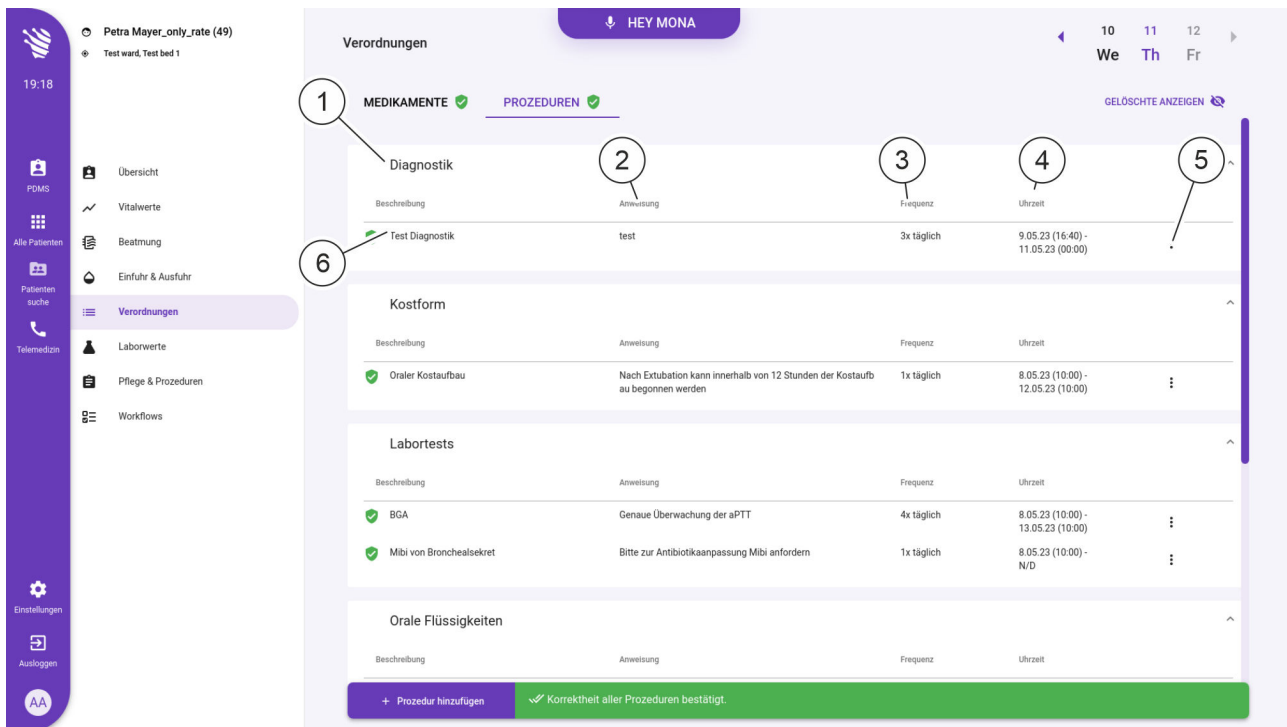 HEY MONA
Petra Mayer_only_rate (49)
Test ward, Test bed 1
19:18
Verordnungen
10 11 12
We Th Fr
MEDIKAMENTE PROZEDUREN
GELÖSCHTE ANZEIGEN
PDMS
Alle Patienten
Patienten
suche
Telemedizin
Einstellungen
Ausloggen
AA
Übersicht
Vitalwerte
Beatmung
Einfuhr & Ausfuhr
Verordnungen
Laborwerte
Pflege & Prozeduren
Workflows
1
2
3
4
5
6
Diagnostik
Beschreibung Anweisung Frequenz Uhrzeit
Test Diagnostik test 3x täglich 9.05.23 (16:40) -
11.05.23 (00:00)
Kostform
Beschreibung Anweisung Frequenz Uhrzeit
Oraler Kostaufbau Nach Extubation kann innerhalb von 12 Stunden der Kostaufb 1x täglich 8.05.23 (10:00) -
au begonnen werden 12.05.23 (10:00)
Labortests
Beschreibung Anweisung Frequenz Uhrzeit
BGA Genaue Überwachung der aPTT 4x täglich 8.05.23 (10:00) -
13.05.23 (10:00)
Mibi von Bronchealsekret Bitte zur Antibiotikaanpassung Mibi anfordern 1x täglich 8.05.23 (10:00) -
N/D
Orale Flüssigkeiten
Beschreibung Anweisung Frequenz Uhrzeit
+ Prozedur hinzufügen Korrektheit aller Prozeduren bestätigt.